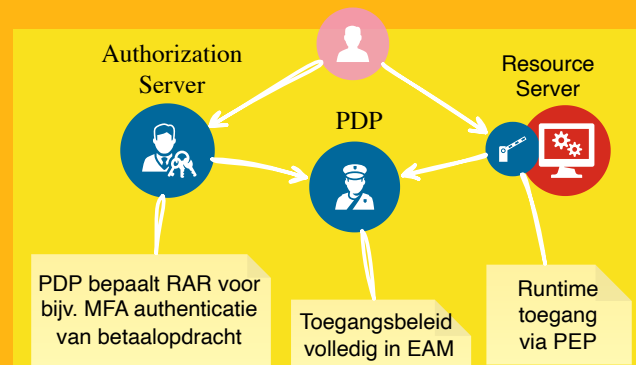 Authorization
Server
PDP
Resource
Server
PDP bepaalt RAR voor
bijv. MFA authenticatie
van betaalopdracht
Toegangsbeleid
volledig in EAM
Runtime
toegang
via PEP